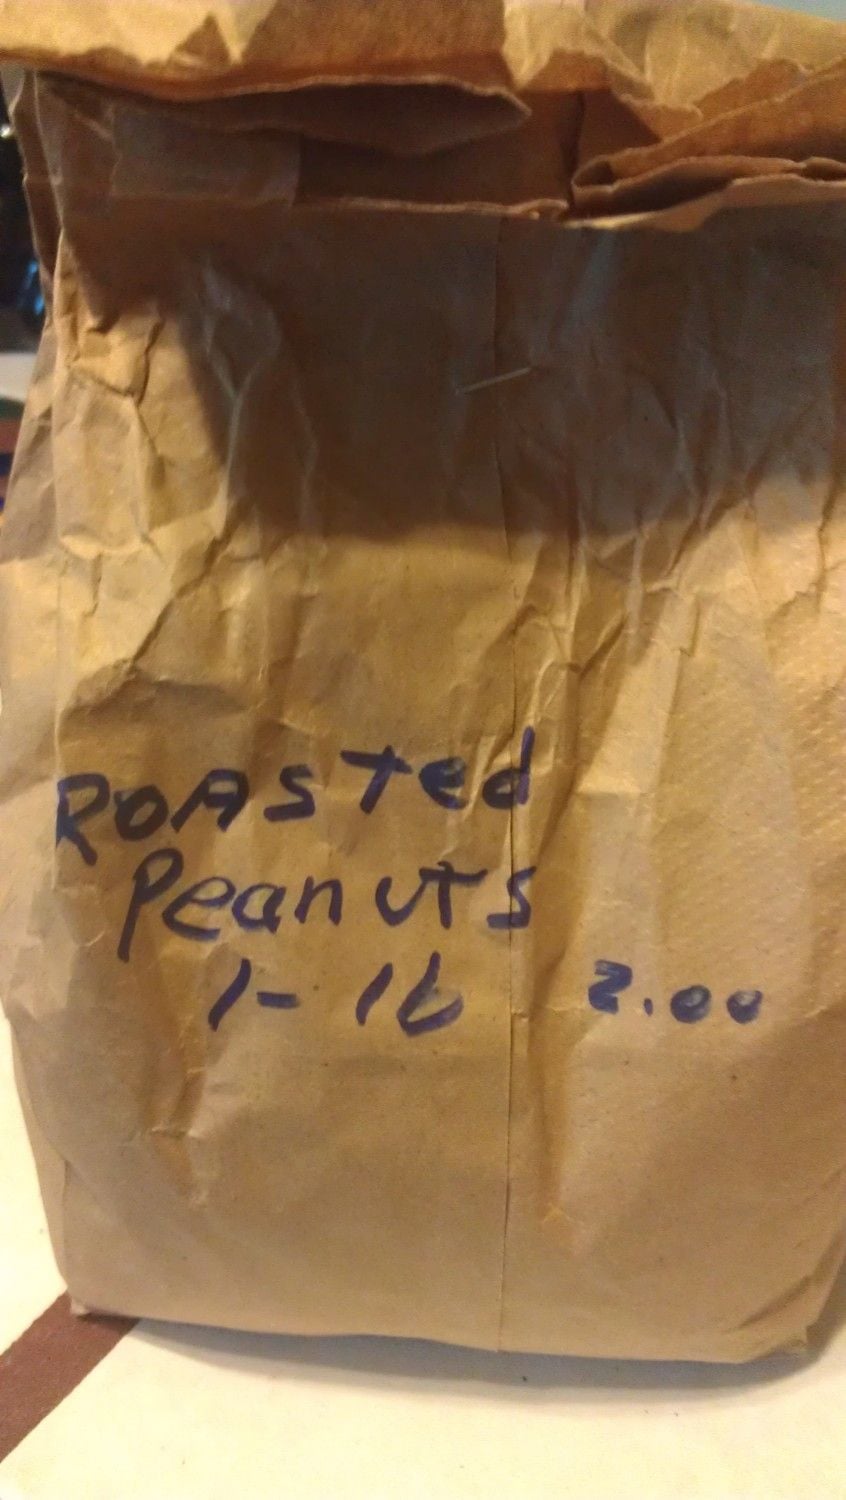 ROASTed
Peanuts
1- lb 2.00